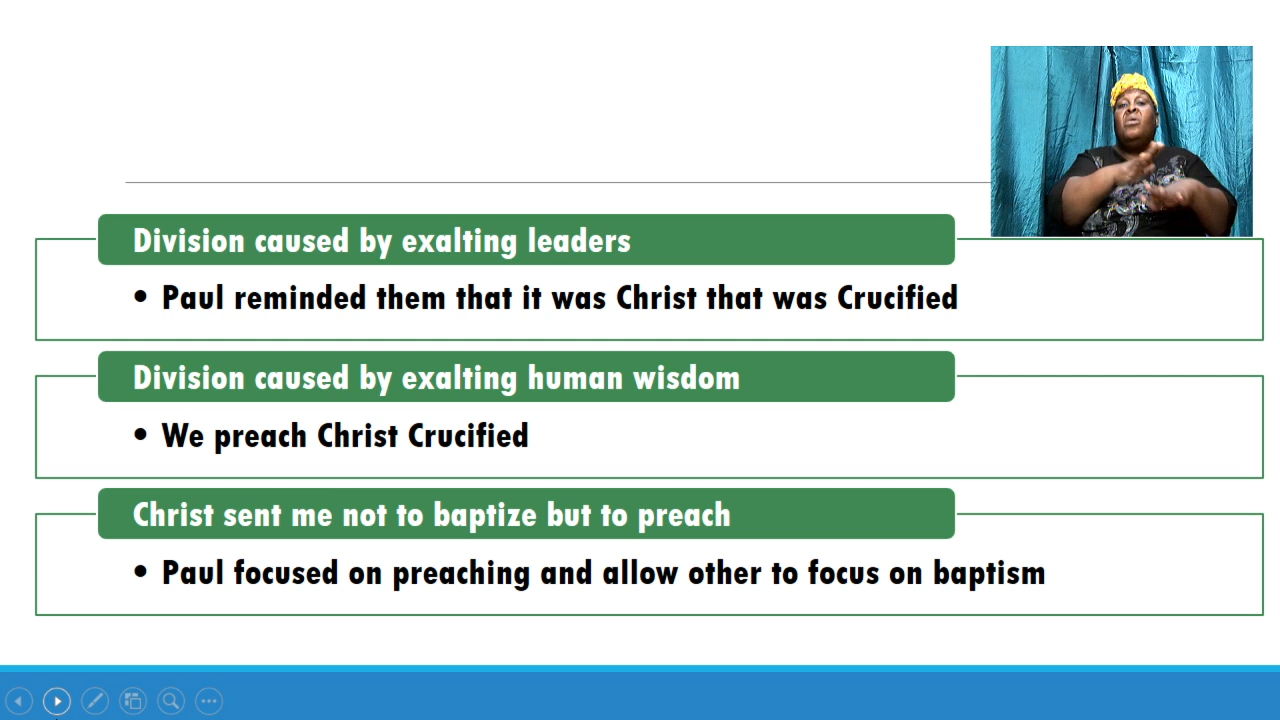 Division caused by exalting leaders
• Paul reminded them that it was Christ that was Crucified
Division caused by exalting human wisdom
• We preach Christ Crucified
Christ sent me not to baptize but to preach
• Paul focused on preaching and allow other to focus on baptism